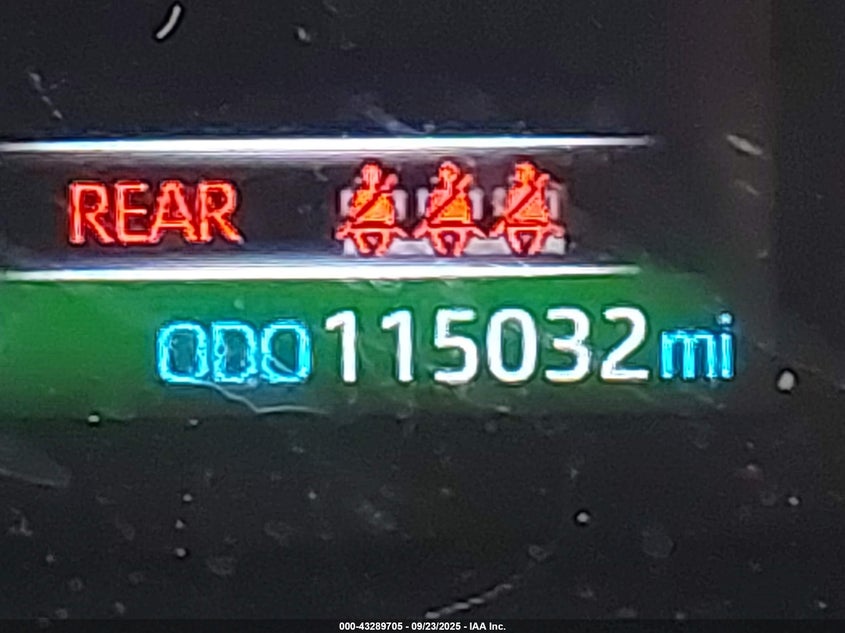 REAR
ODO 115032 mi
000-43289705 - 09/23/2025 - IAA Inc.